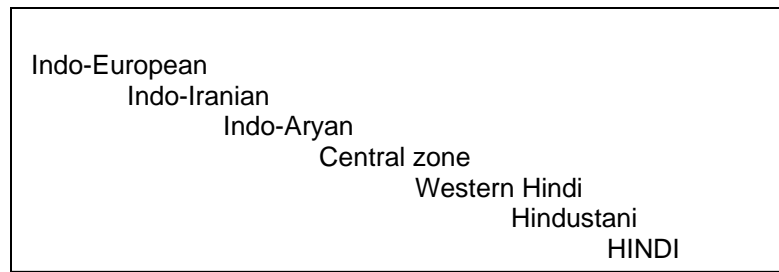 Indo-European
Indo-Iranian
Indo-Aryan
Central zone
Western Hindi
Hindustani
HINDI